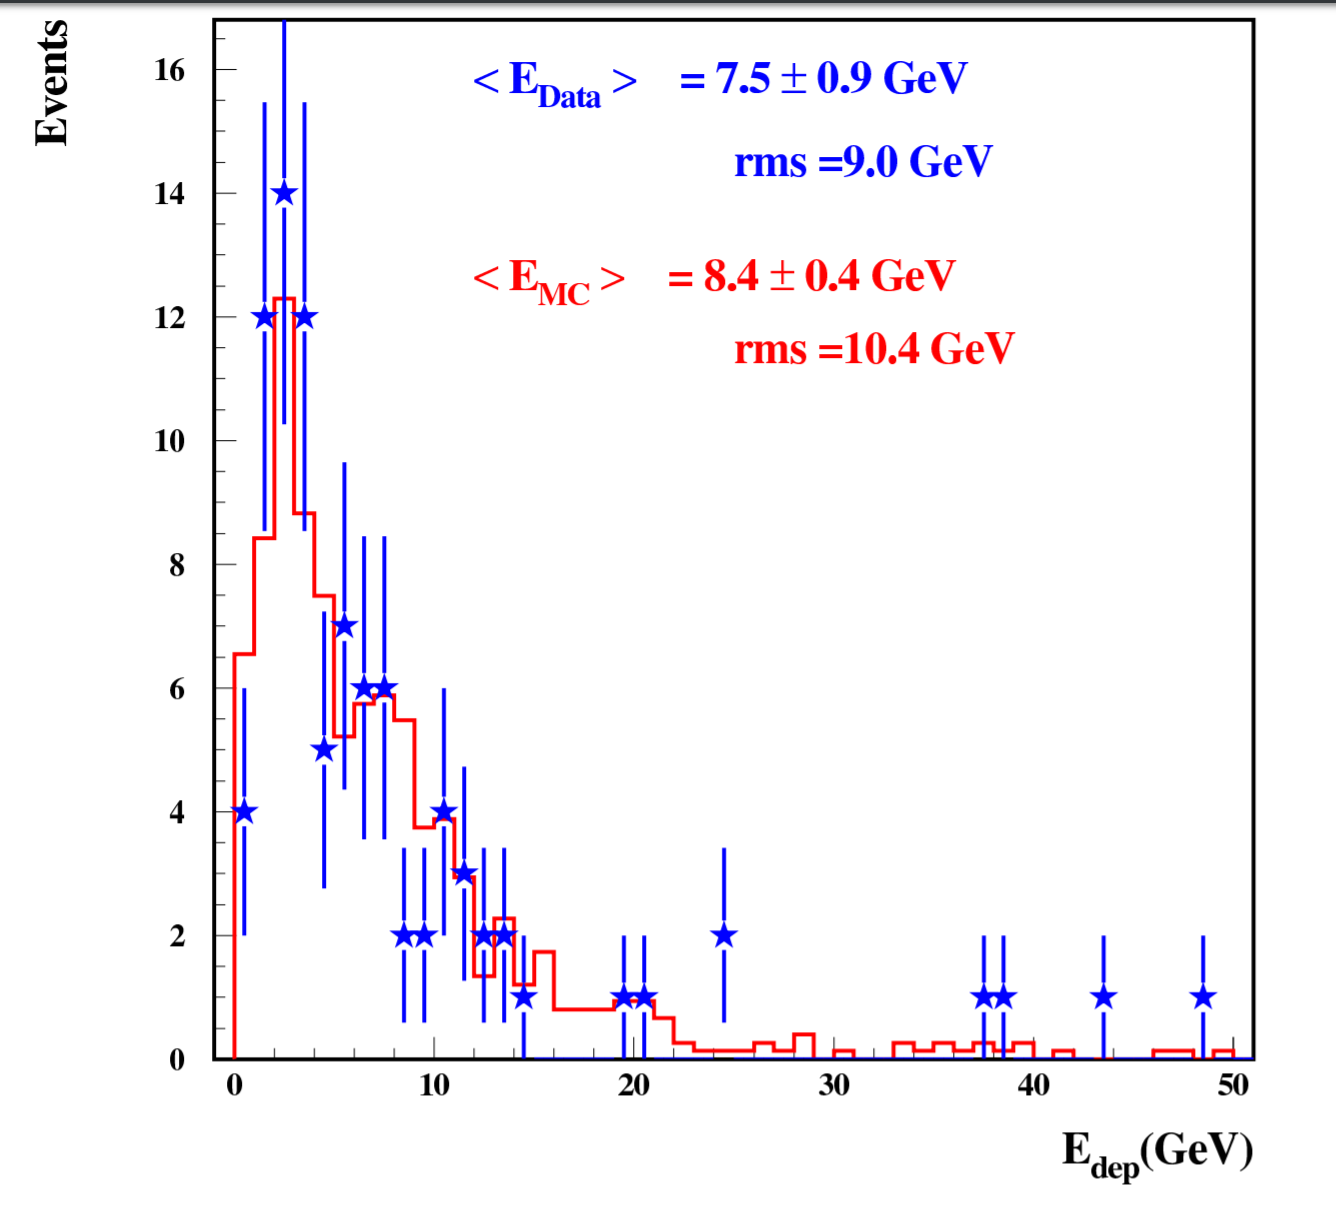 Events
16
14
12
10
8
6
4
2
0
< E_Data > = 7.5 ± 0.9 GeV
rms =9.0 GeV
< E_MC > = 8.4 ± 0.4 GeV
rms =10.4 GeV
0 10 20 30 40 50
E_dep(GeV)